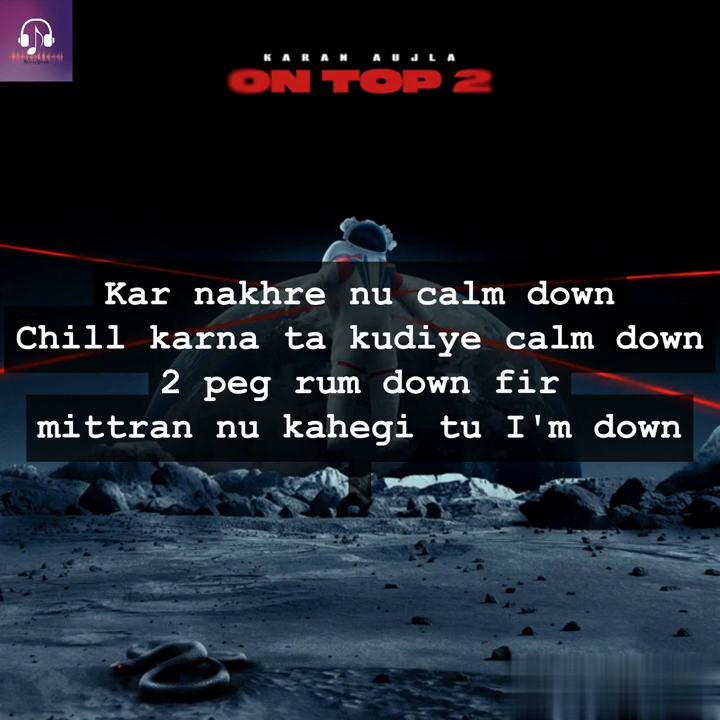 KARAN AUJLA
ON TOP 2
Kar nakhre nu calm down
Chill karna ta kudiye calm down
2 peg rum down fir
mittran nu kahegi tu I'm down